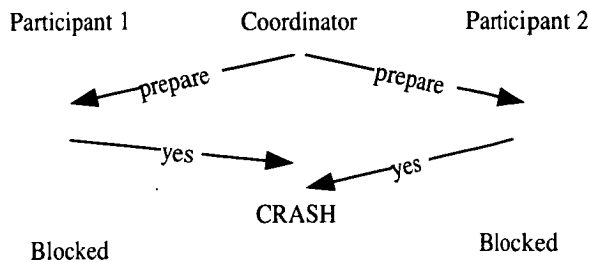 Participant 1 Coordinator Participant 2
prepare prepare
yes yes
CRASH
Blocked Blocked